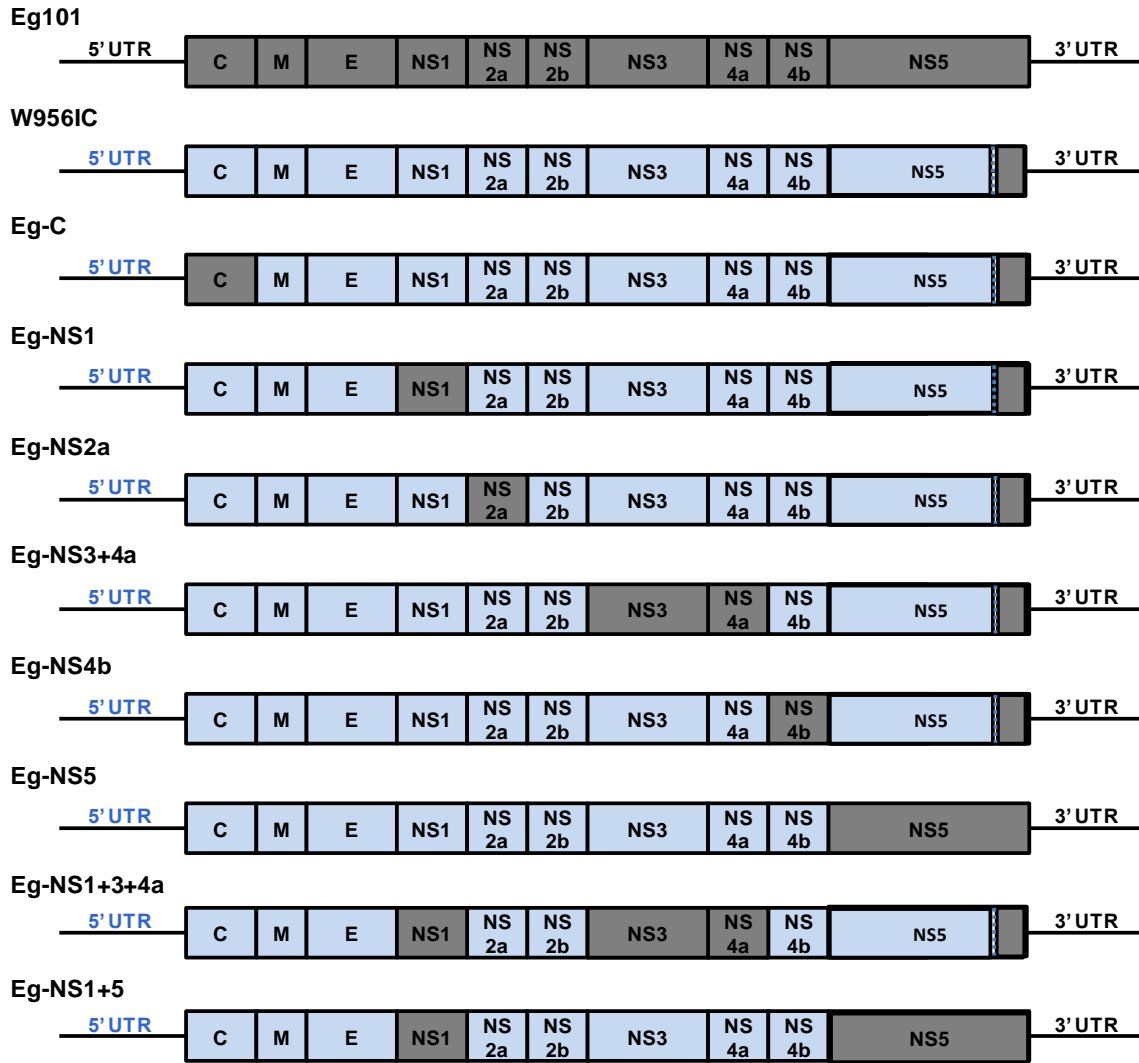 Eg101
5' UTR C M E NS1 NS 2a NS 2b NS3 NS 4a NS 4b NS5 3' UTR
W956IC
5' UTR C M E NS1 NS 2a NS 2b NS3 NS 4a NS 4b NS5 3' UTR
Eg-C
5' UTR C M E NS1 NS 2a NS 2b NS3 NS 4a NS 4b NS5 3' UTR
Eg-NS1
5' UTR C M E NS1 NS 2a NS 2b NS3 NS 4a NS 4b NS5 3' UTR
Eg-NS2a
5' UTR C M E NS1 NS 2a NS 2b NS3 NS 4a NS 4b NS5 3' UTR
Eg-NS3+4a
5' UTR C M E NS1 NS 2a NS 2b NS3 NS 4a NS 4b NS5 3' UTR
Eg-NS4b
5' UTR C M E NS1 NS 2a NS 2b NS3 NS 4a NS 4b NS5 3' UTR
Eg-NS5
5' UTR C M E NS1 NS 2a NS 2b NS3 NS 4a NS 4b NS5 3' UTR
Eg-NS1+3+4a
5' UTR C M E NS1 NS 2a NS 2b NS3 NS 4a NS 4b NS5 3' UTR
Eg-NS1+5
5' UTR C M E NS1 NS 2a NS 2b NS3 NS 4a NS 4b NS5 3' UTR